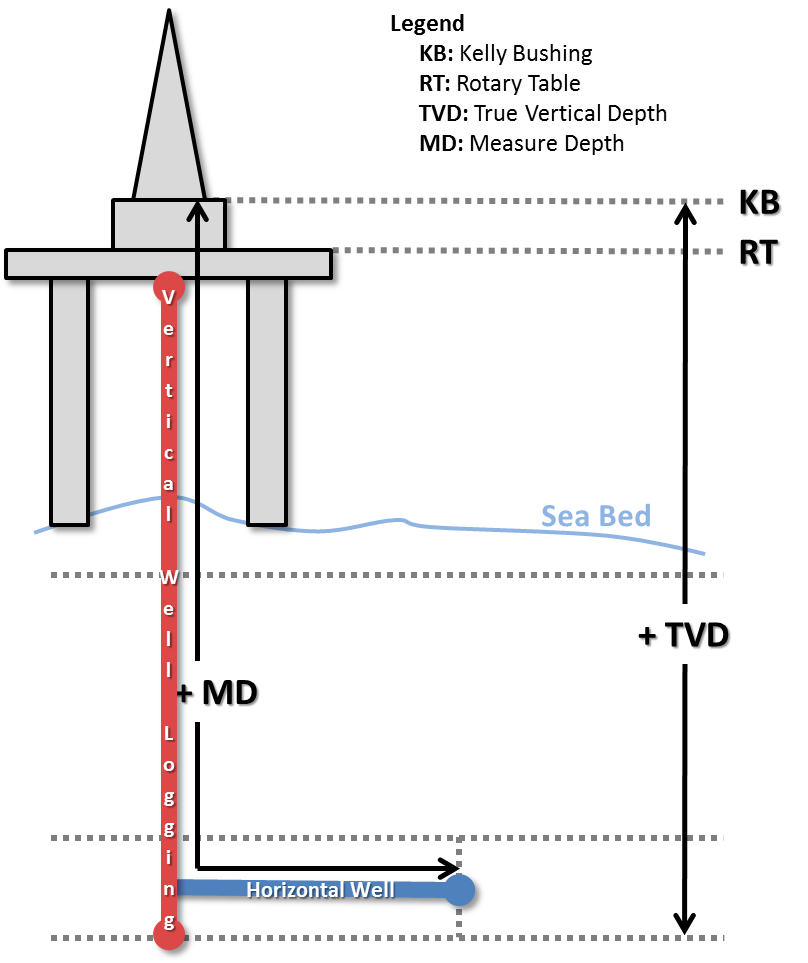 Legend
KB: Kelly Bushing
RT: Rotary Table
TVD: True Vertical Depth
MD: Measure Depth
KB
RT
Vertical Well Logging
Sea Bed
+ TVD
+ MD
Horizontal Well